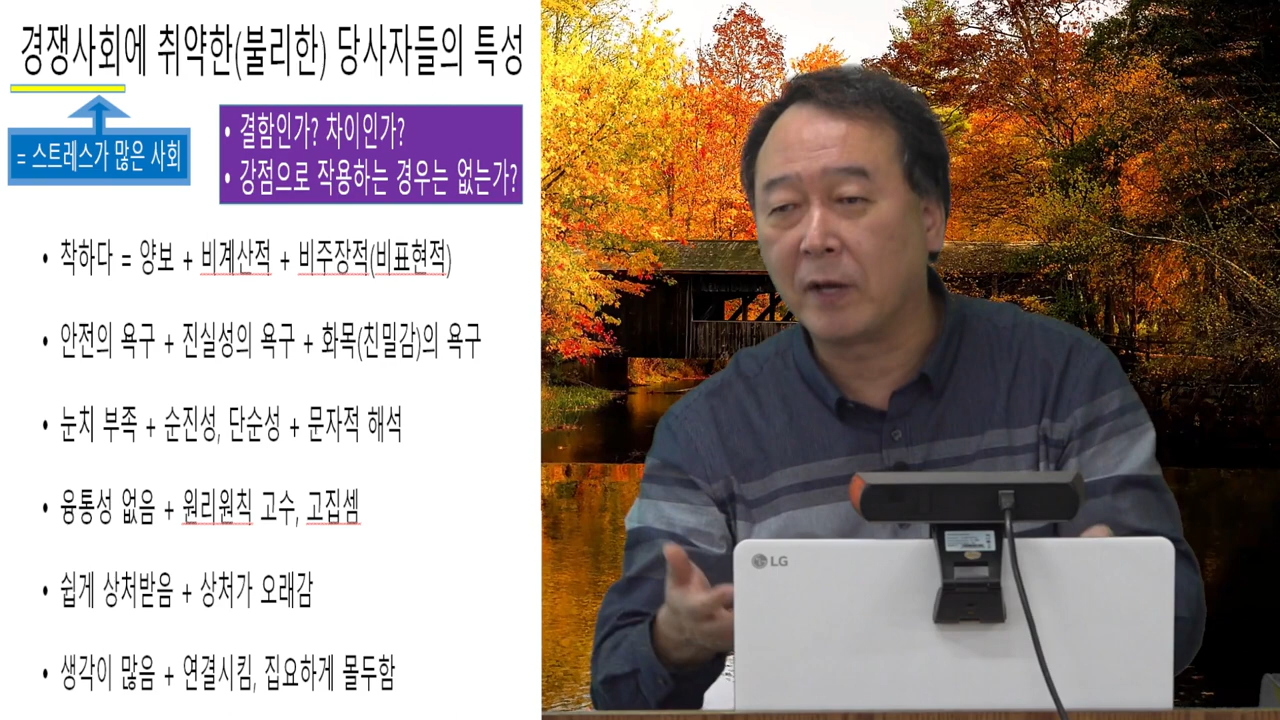 경쟁사회에 취약한(불리한) 당사자들의 특성
= 스트레스가 많은 사회
• 결함인가? 차이인가?
• 강점으로 작용하는 경우는 없는가?
• 착하다 = 양보 + 비계산적 + 비주장적(비표현적)
• 안전의 욕구 + 진실성의 욕구 + 화목(친밀감)의 욕구
• 눈치 부족 + 순진성, 단순성 + 문자적 해석
• 융통성 없음 + 원리원칙 고수, 고집셈
• 쉽게 상처받음 + 상처가 오래감
• 생각이 많음 + 연결시킴, 집요하게 몰두함
LG